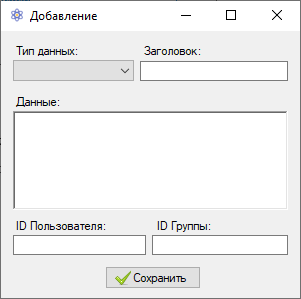 Добавление
Тип данных: Заголовок:
Данные:
ID Пользователя: ID Группы:
Сохранить